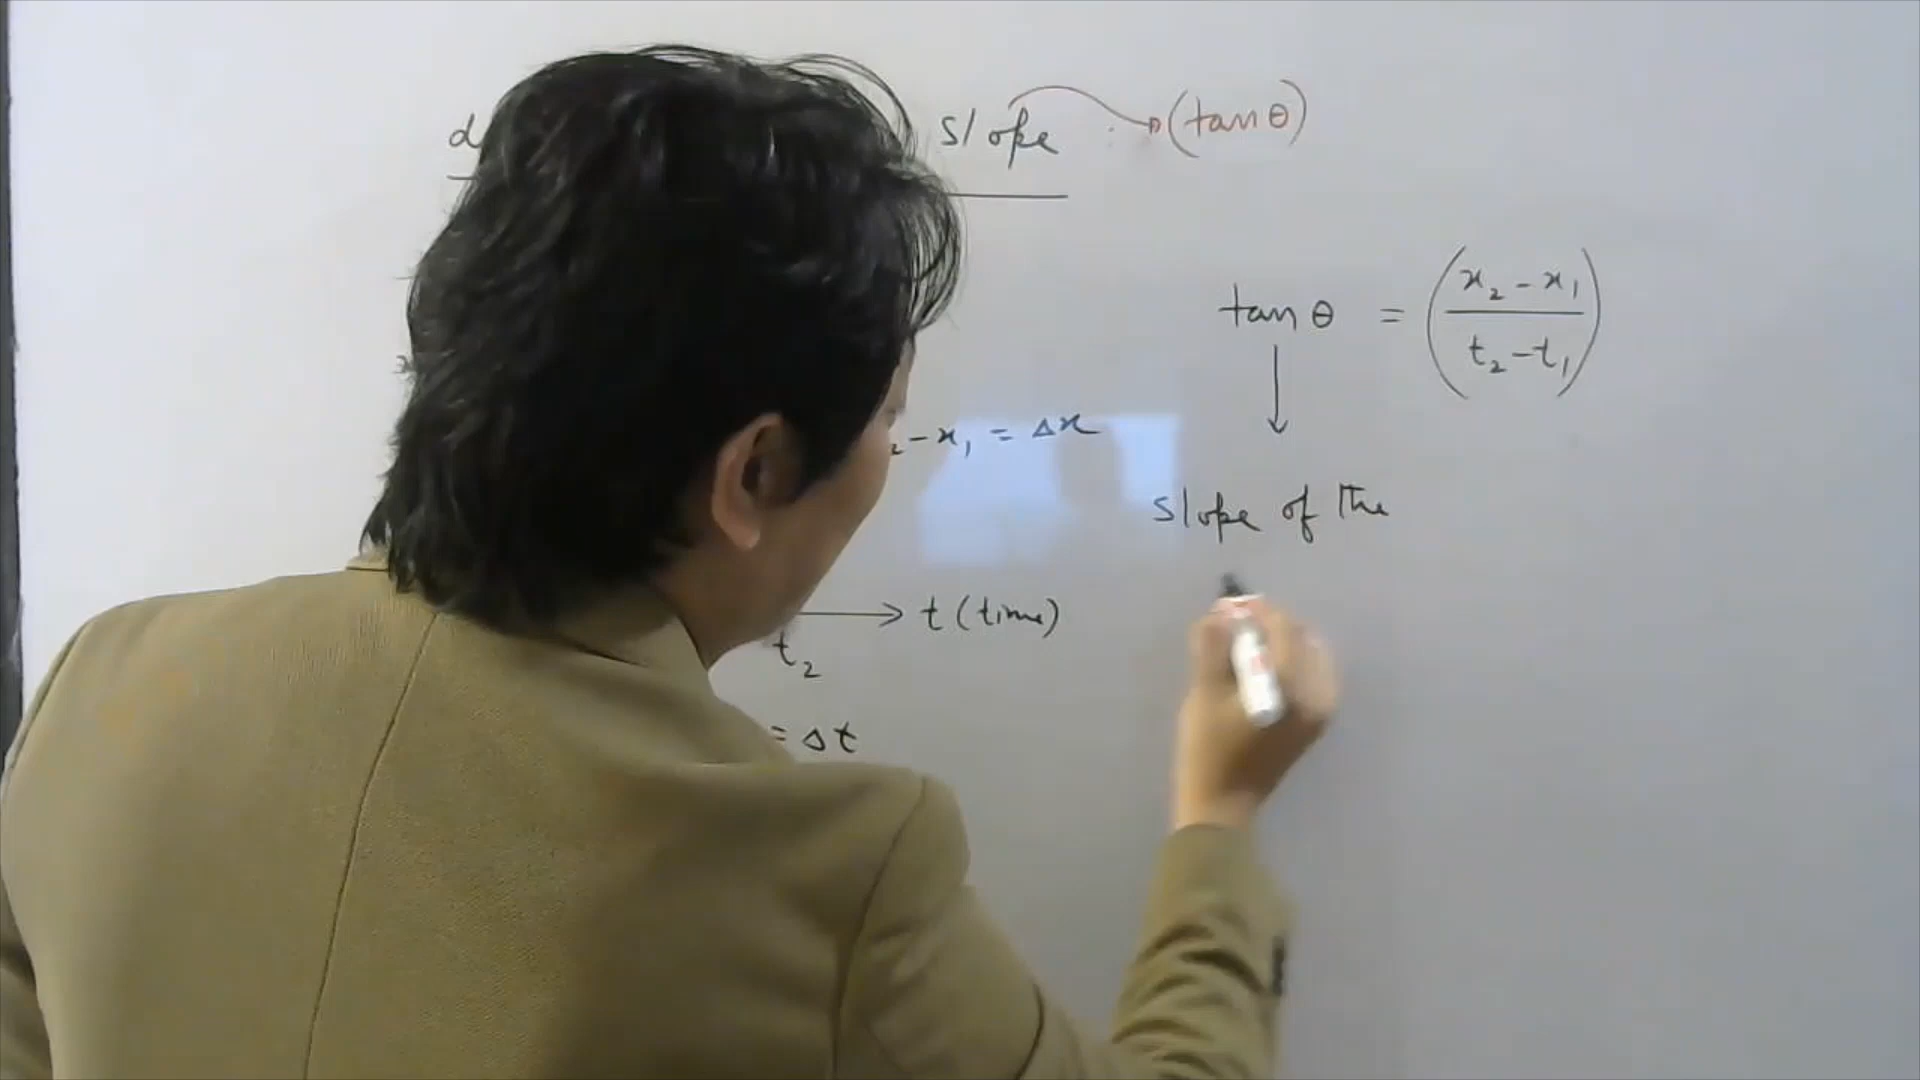 slope (tan θ)
tan θ = (x₂ - x₁ / t₂ - t₁)
₂ - x₁ = Δx
slope of the
t (time)
t₂
= Δt